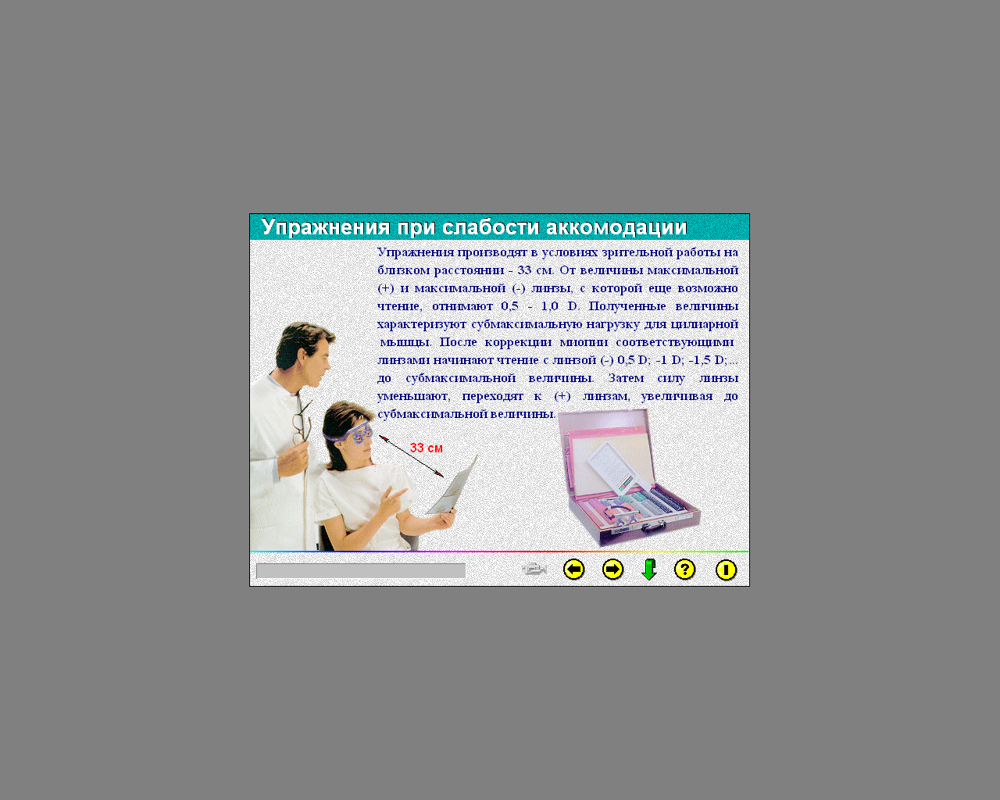 Упражнения при слабости аккомодации
Упражнения производят в условиях зрительной работы на
близком расстоянии - 33 см. От величины максимальной
(+) и максимальной (-) линзы, с которой еще возможно
чтение, отнимают 0,5 - 1,0 D. Полученные величины
характеризуют субмаксимальную нагрузку для цилиарной
мышцы. После коррекции миопии соответствующими
линзами начинают чтение с линзой (-) 0,5 D; -1 D; -1,5 D;...
до субмаксимальной величины. Затем силу линзы
уменьшают, переходят к (+) линзам, увеличивая до
субмаксимальной величины.
33 см
?